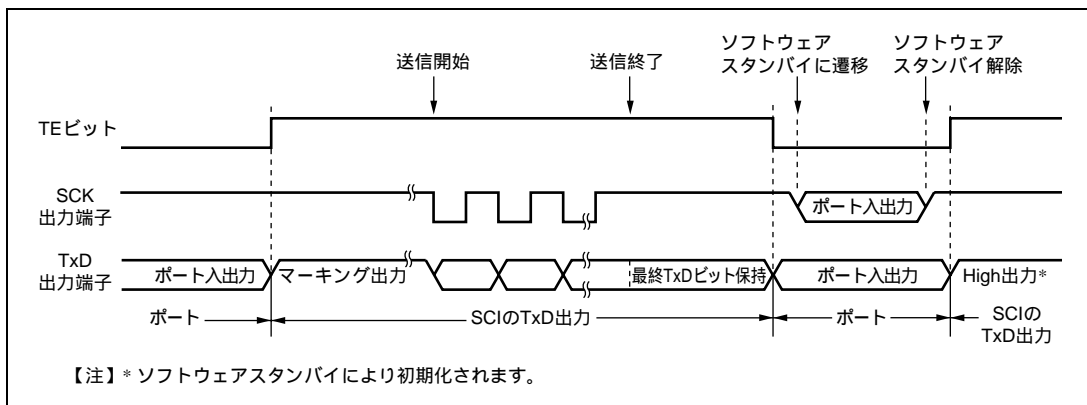 送信開始
送信終了
ソフトウェア
スタンバイに遷移
ソフトウェア
スタンバイ解除
TEビット
SCK
出力端子
ポート入出力
TxD
出力端子
ポート入出力
マーキング出力
最終TxDビット保持
ポート入出力
High出力*
ポート
SCIのTxD出力
ポート
SCIの
TxD出力
【注】* ソフトウェアスタンバイにより初期化されます。